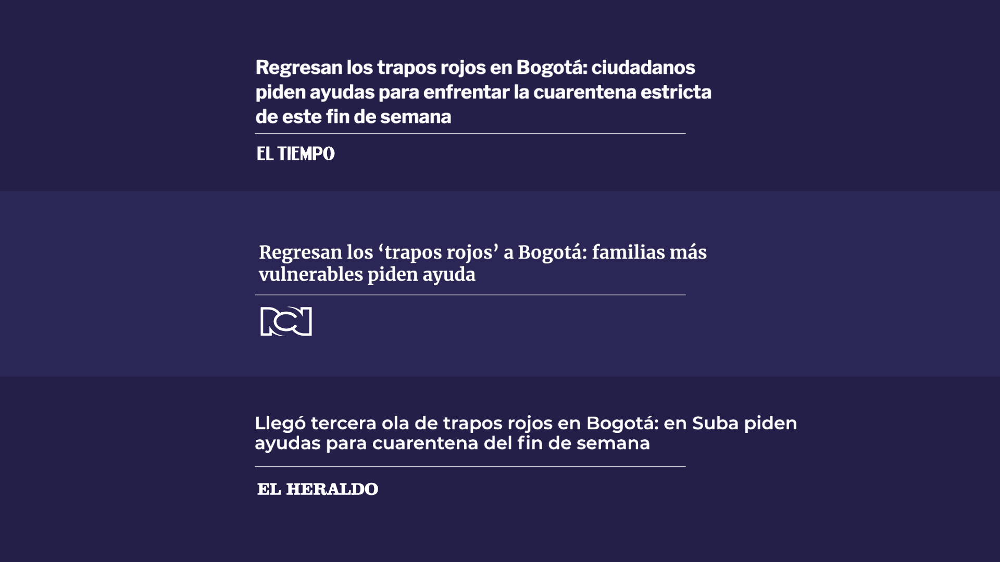 Regresan los trapos rojos en Bogotá: ciudadanos
piden ayudas para enfrentar la cuarentena estricta
de este fin de semana
EL TIEMPO
Regresan los ‘trapos rojos’ a Bogotá: familias más
vulnerables piden ayuda
RCN
Llegó tercera ola de trapos rojos en Bogotá: en Suba piden
ayudas para cuarentena del fin de semana
EL HERALDO